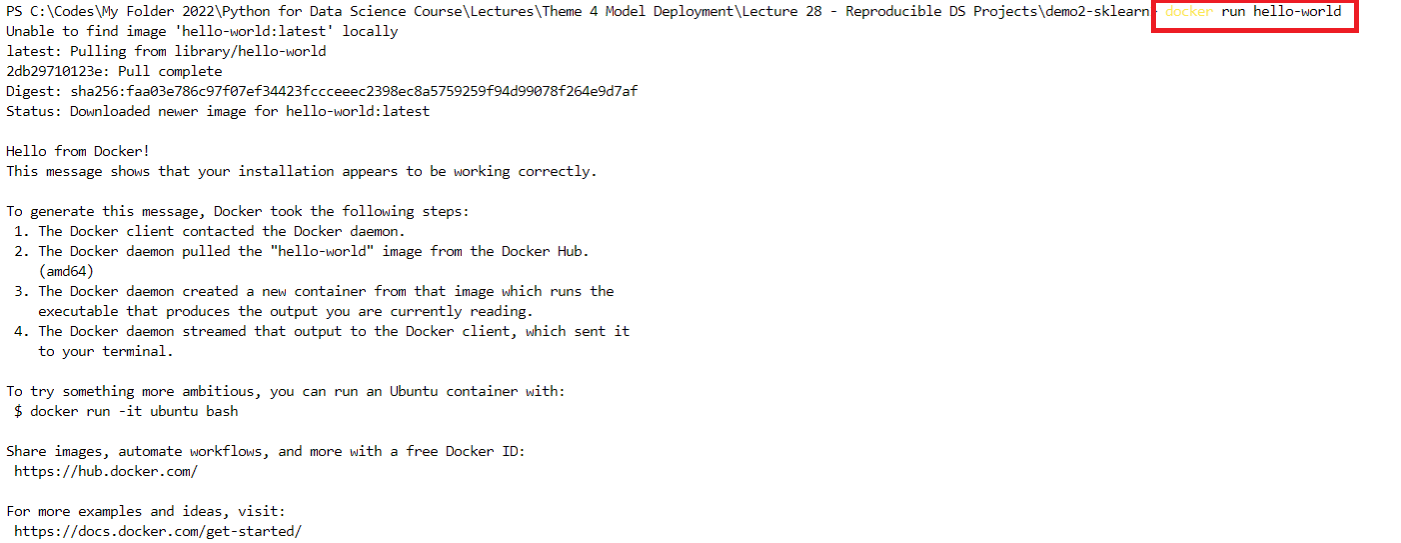 PS C:\Codes\My Folder 2022\Python for Data Science Course\Lectures\Theme 4 Model Deployment\Lecture 28 - Reproducible DS Projects\demo2-sklearn> docker run hello-world
Unable to find image 'hello-world:latest' locally
latest: Pulling from library/hello-world
2db29710123e: Pull complete
Digest: sha256:faa03e786c97f07ef34423fccceeec2398ec8a5759259f94d99078f264e9d7af
Status: Downloaded newer image for hello-world:latest

Hello from Docker!
This message shows that your installation appears to be working correctly.

To generate this message, Docker took the following steps:
 1. The Docker client contacted the Docker daemon.
 2. The Docker daemon pulled the "hello-world" image from the Docker Hub.
    (amd64)
 3. The Docker daemon created a new container from that image which runs the
    executable that produces the output you are currently reading.
 4. The Docker daemon streamed that output to the Docker client, which sent it
    to your terminal.

To try something more ambitious, you can run an Ubuntu container with:
 $ docker run -it ubuntu bash

Share images, automate workflows, and more with a free Docker ID:
 https://hub.docker.com/

For more examples and ideas, visit:
 https://docs.docker.com/get-started/